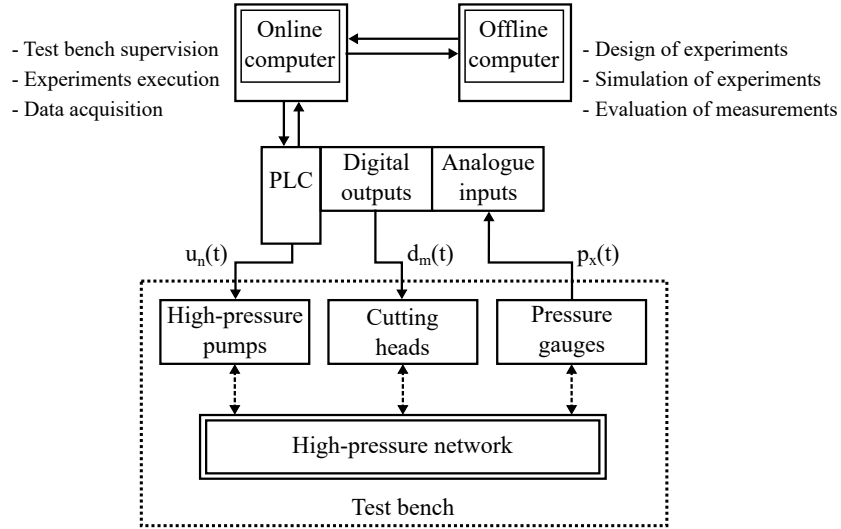 Online
computer
Offline
computer
- Test bench supervision
- Experiments execution
- Data acquisition
- Design of experiments
- Simulation of experiments
- Evaluation of measurements
PLC
Digital
outputs
Analogue
inputs
uₙ(t)
dₘ(t)
pₓ(t)
High-pressure
pumps
Cutting
heads
Pressure
gauges
High-pressure network
Test bench